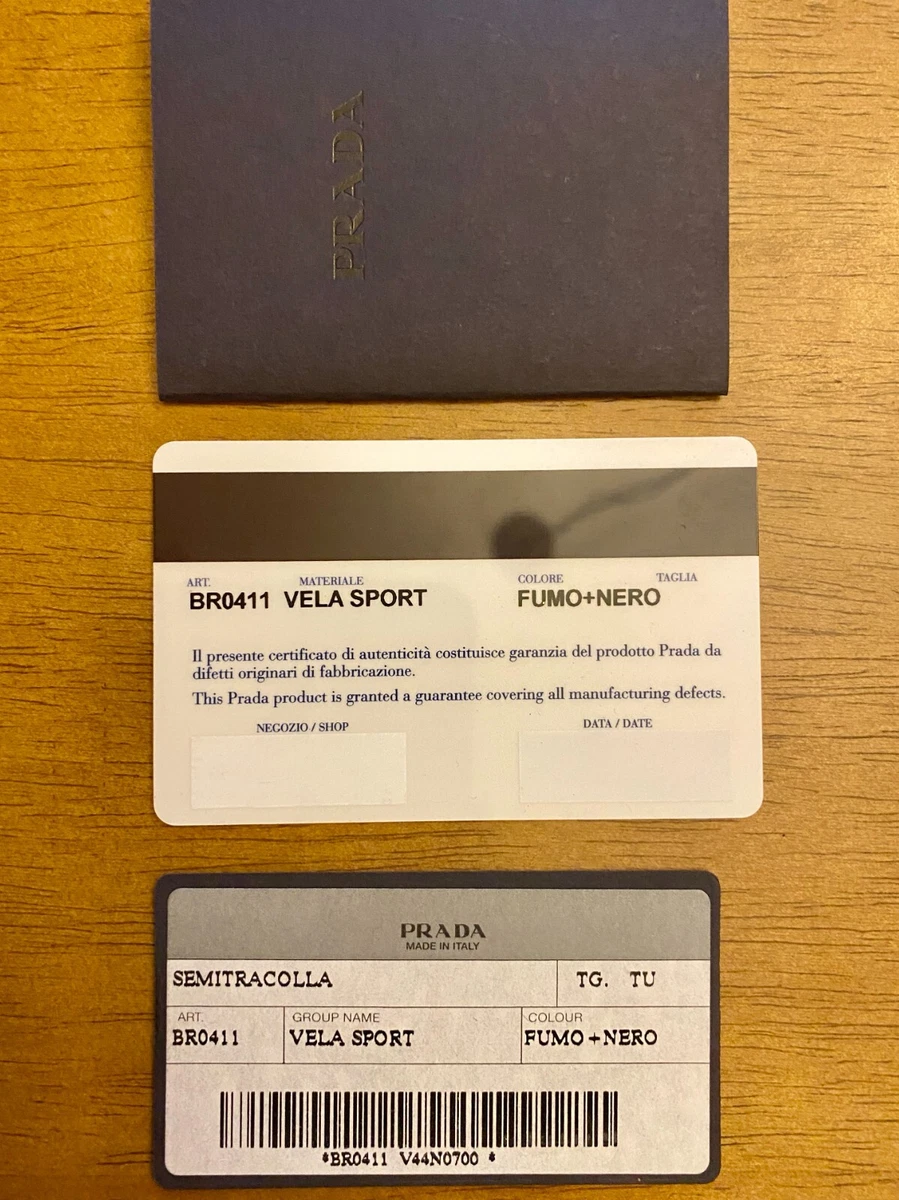 PRADA
ART. MATERIALE COLORE TAGLIA
BR0411 VELA SPORT FUMO+NERO
Il presente certificato di autenticità costituisce garanzia del prodotto Prada da
difetti originari di fabbricazione.
This Prada product is granted a guarantee covering all manufacturing defects.
NEGOZIO / SHOP DATA / DATE
PRADA
MADE IN ITALY
SEMITRACOLLA TG. TU
ART. GROUP NAME COLOUR
BR0411 VELA SPORT FUMO+NERO
*BR0411 V44N0700 *